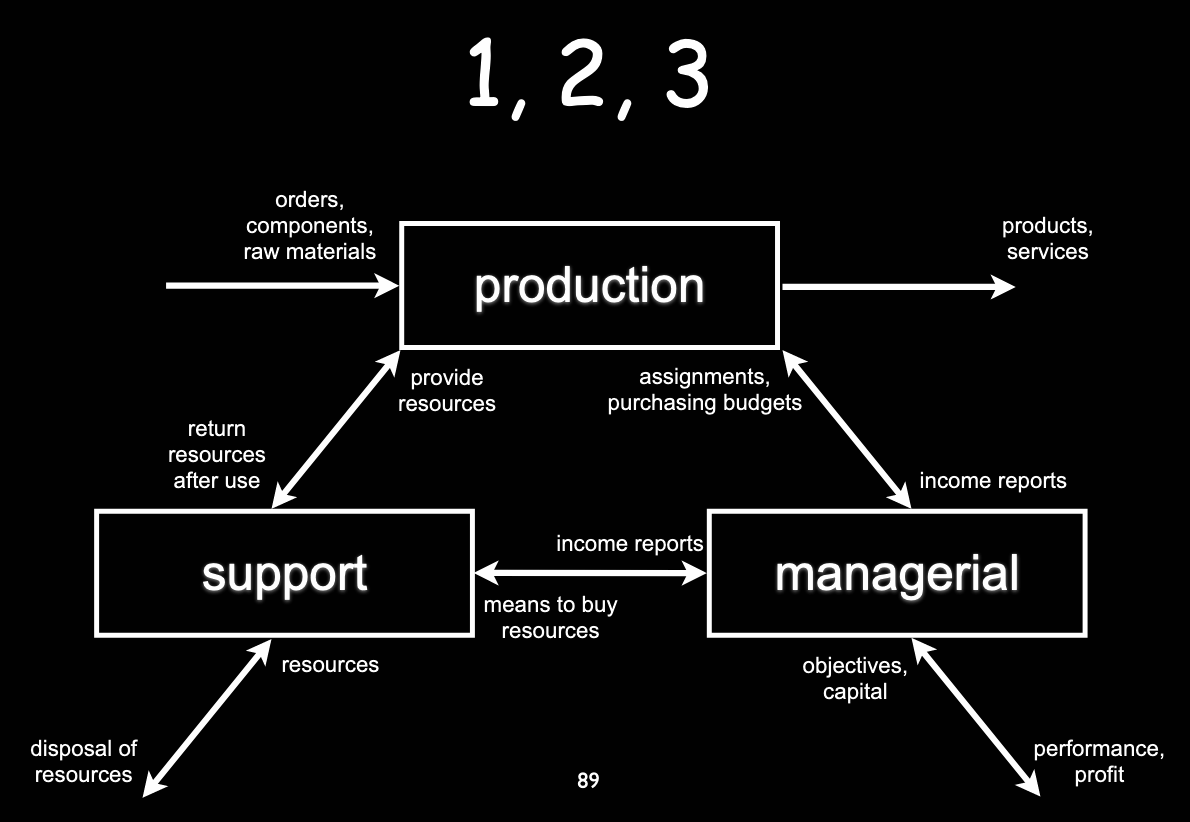 1, 2, 3
orders,
components,
raw materials
products,
services
production
provide
resources
assignments,
purchasing budgets
return
resources
after use
income reports
support
income reports
means to buy
resources
managerial
resources
objectives,
capital
disposal of
resources
performance,
profit
89